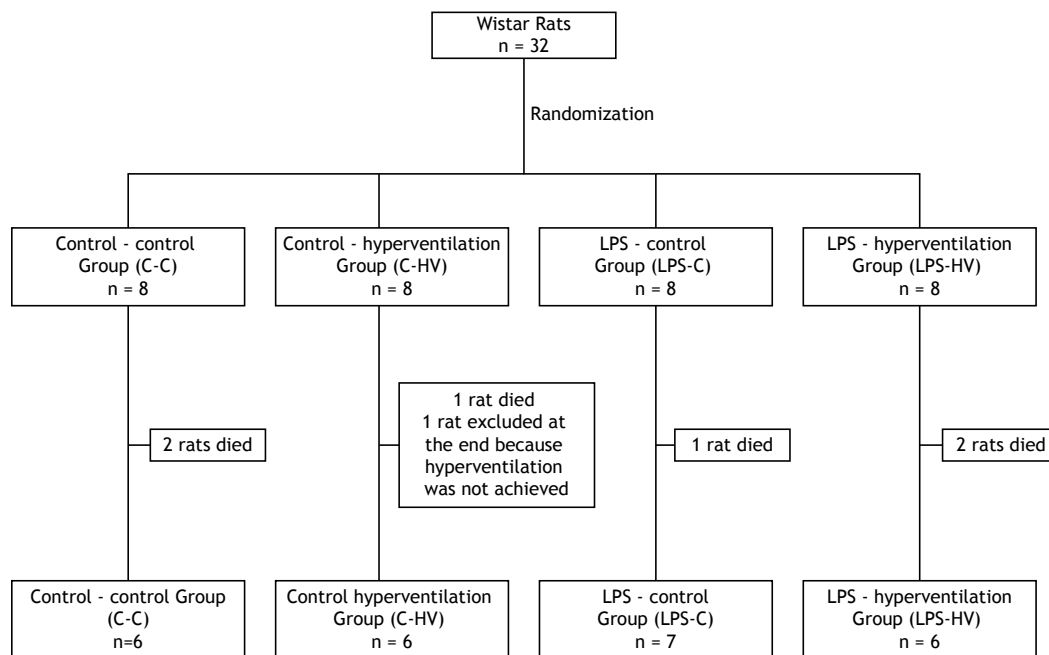 Wistar Rats
n = 32
Randomization
Control - control
Group (C-C)
n = 8
Control - hyperventilation
Group (C-HV)
n = 8
LPS - control
Group (LPS-C)
n = 8
LPS - hyperventilation
Group (LPS-HV)
n = 8
2 rats died
1 rat died
1 rat excluded at
the end because
hyperventilation
was not achieved
1 rat died
2 rats died
Control - control Group
(C-C)
n=6
Control hyperventilation
Group (C-HV)
n = 6
LPS - control
Group (LPS-C)
n = 7
LPS - hyperventilation
Group (LPS-HV)
n = 6